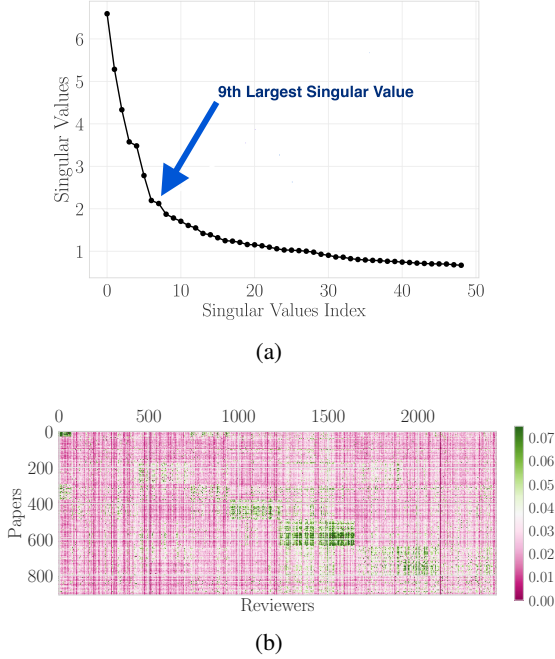 6
5
4
3
2
1
Singular Values
9th Largest Singular Value
0 10 20 30 40 50
Singular Values Index
(a)
0 500 1000 1500 2000
0
200
400
600
800
Papers
Reviewers
0.07
0.06
0.05
0.04
0.03
0.02
0.01
0.00
(b)